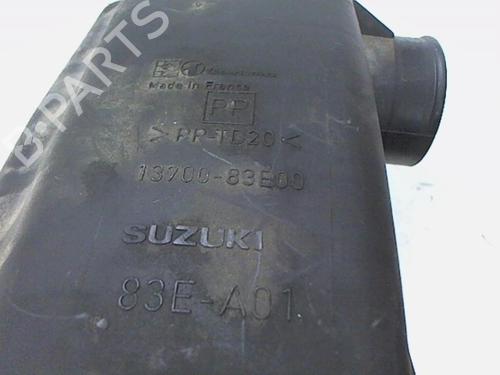 B-PARTS
Made in France
PP
> PP-TD20 <
13700-83E00
SUZUKI
83E-A01